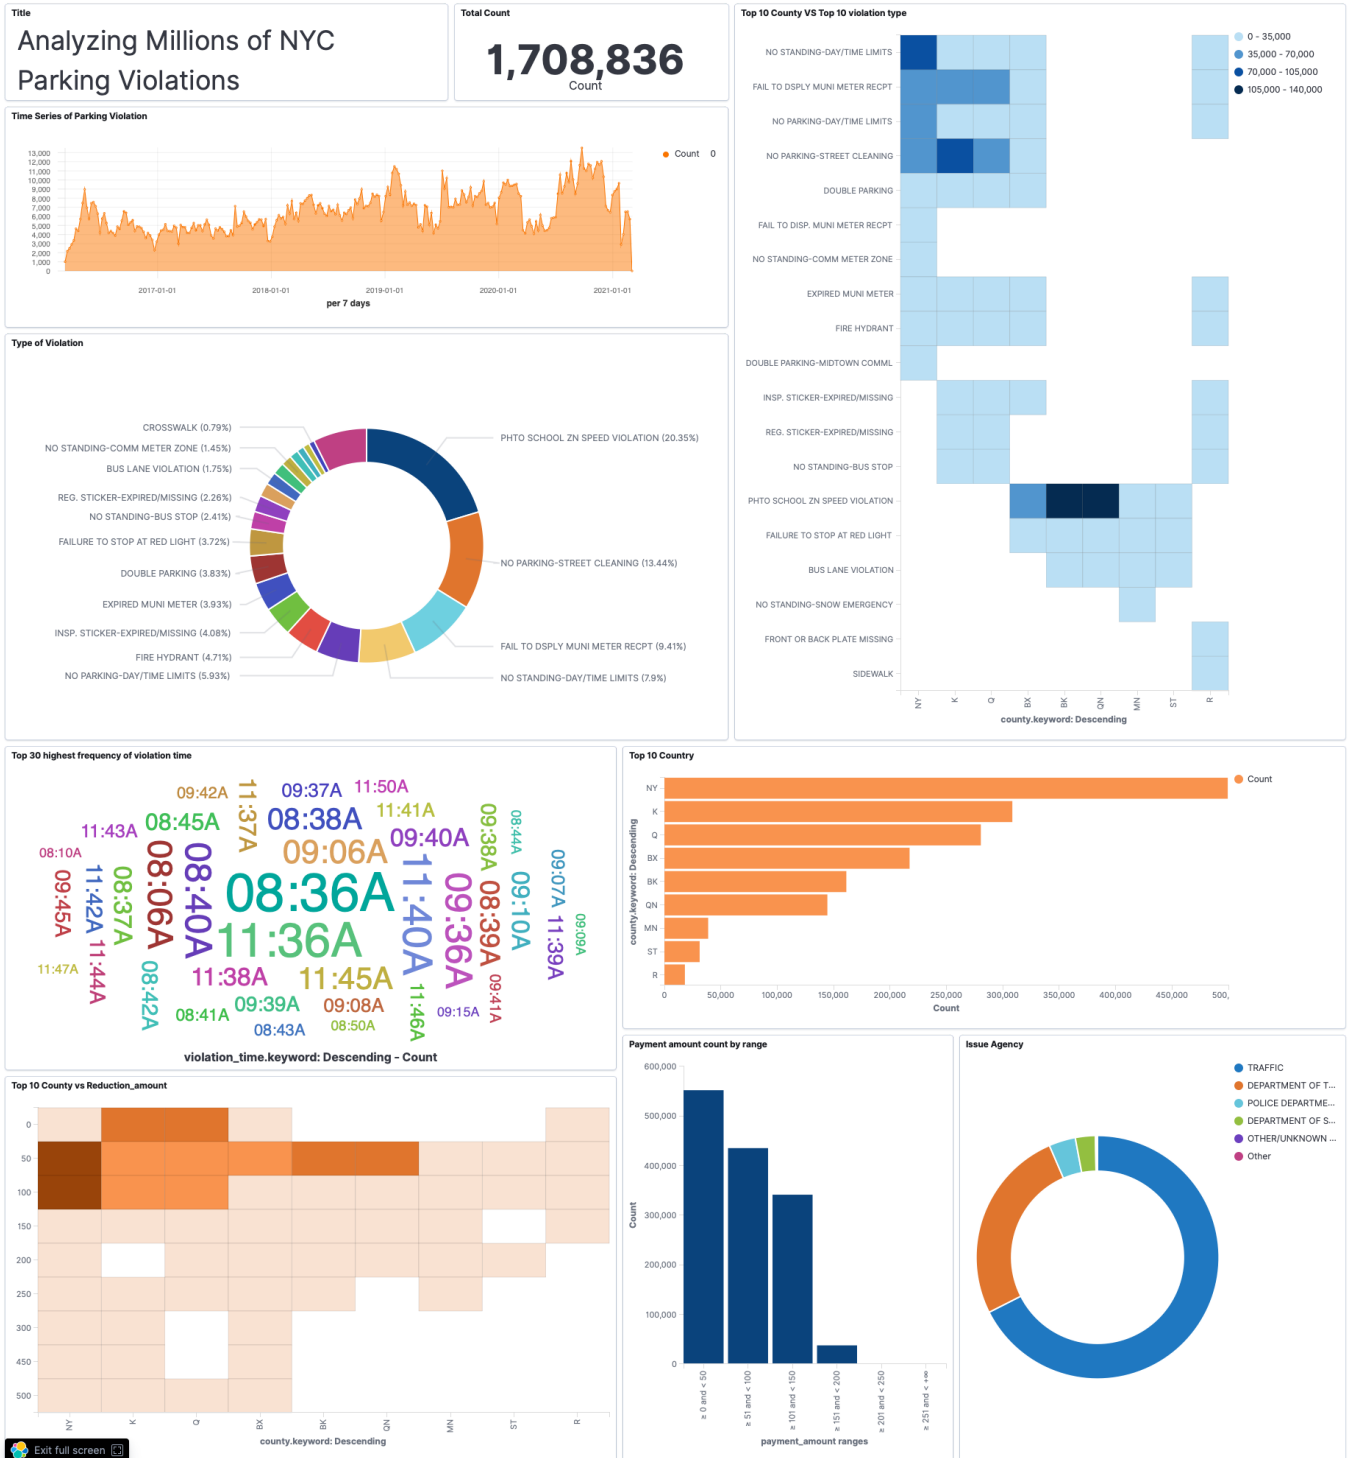 Title
Analyzing Millions of NYC
Parking Violations
Total Count
1,708,836
Count
Top 10 County VS Top 10 violation type
NO STANDING-DAY/TIME LIMITS
FAIL TO DSPLY MUNI METER RECPT
NO PARKING-DAY/TIME LIMITS
NO PARKING-STREET CLEANING
DOUBLE PARKING
FAIL TO DISP. MUNI METER RECPT
NO STANDING-COMM METER ZONE
EXPIRED MUNI METER
FIRE HYDRANT
DOUBLE PARKING-MIDTOWN COMML
INSP. STICKER-EXPIRED/MISSING
REG. STICKER-EXPIRED/MISSING
NO STANDING-BUS STOP
PHTO SCHOOL ZN SPEED VIOLATION
FAILURE TO STOP AT RED LIGHT
BUS LANE VIOLATION
NO STANDING-SNOW EMERGENCY
FRONT OR BACK PLATE MISSING
SIDEWALK
NY
K
Q
BX
BK
QN
MN
ST
R
county.keyword: Descending
0 - 35,000
35,000 - 70,000
70,000 - 105,000
105,000 - 140,000
Time Series of Parking Violation
13,000
12,000
11,000
10,000
9,000
8,000
7,000
6,000
5,000
4,000
3,000
2,000
1,000
0
2017-01-01
2018-01-01
2019-01-01
2020-01-01
2021-01-01
per 7 days
Count 0
Type of Violation
CROSSWALK (0.79%)
NO STANDING-COMM METER ZONE (1.45%)
BUS LANE VIOLATION (1.75%)
REG. STICKER-EXPIRED/MISSING (2.26%)
NO STANDING-BUS STOP (2.41%)
FAILURE TO STOP AT RED LIGHT (3.72%)
DOUBLE PARKING (3.83%)
EXPIRED MUNI METER (3.93%)
INSP. STICKER-EXPIRED/MISSING (4.08%)
FIRE HYDRANT (4.71%)
NO PARKING-DAY/TIME LIMITS (5.93%)
PHTO SCHOOL ZN SPEED VIOLATION (20.35%)
NO PARKING-STREET CLEANING (13.44%)
FAIL TO DSPLY MUNI METER RECPT (9.41%)
NO STANDING-DAY/TIME LIMITS (7.9%)
Top 30 highest frequency of violation time
09:42A
11:37A
09:37A
11:50A
11:43A
08:45A
08:38A
11:41A
09:40A
09:38A
08:44A
08:10A
09:06A
09:45A
11:42A
08:37A
08:06A
08:40A
08:36A
11:36A
11:40A
09:36A
08:39A
09:10A
09:07A
11:39A
09:09A
11:47A
11:44A
08:42A
11:38A
11:45A
08:41A
09:39A
09:08A
11:46A
09:15A
09:41A
08:43A
08:50A
violation_time.keyword: Descending - Count
Top 10 Country
county.keyword: Descending
NY
K
Q
BX
BK
QN
MN
ST
R
0
50,000
100,000
150,000
200,000
250,000
300,000
350,000
400,000
450,000
500,
Count
Count
Top 10 County vs Reduction_amount
0
50
100
150
200
250
300
450
500
NY
K
Q
BX
BK
QN
MN
ST
R
county.keyword: Descending
Exit full screen
Payment amount count by range
Count
600,000
500,000
400,000
300,000
200,000
100,000
0
≥ 0 and < 50
≥ 51 and < 100
≥ 101 and < 150
≥ 151 and < 200
≥ 201 and < 250
≥ 251 and < +∞
payment_amount ranges
Issue Agency
TRAFFIC
DEPARTMENT OF T...
POLICE DEPARTME...
DEPARTMENT OF S...
OTHER/UNKNOWN ...
Other